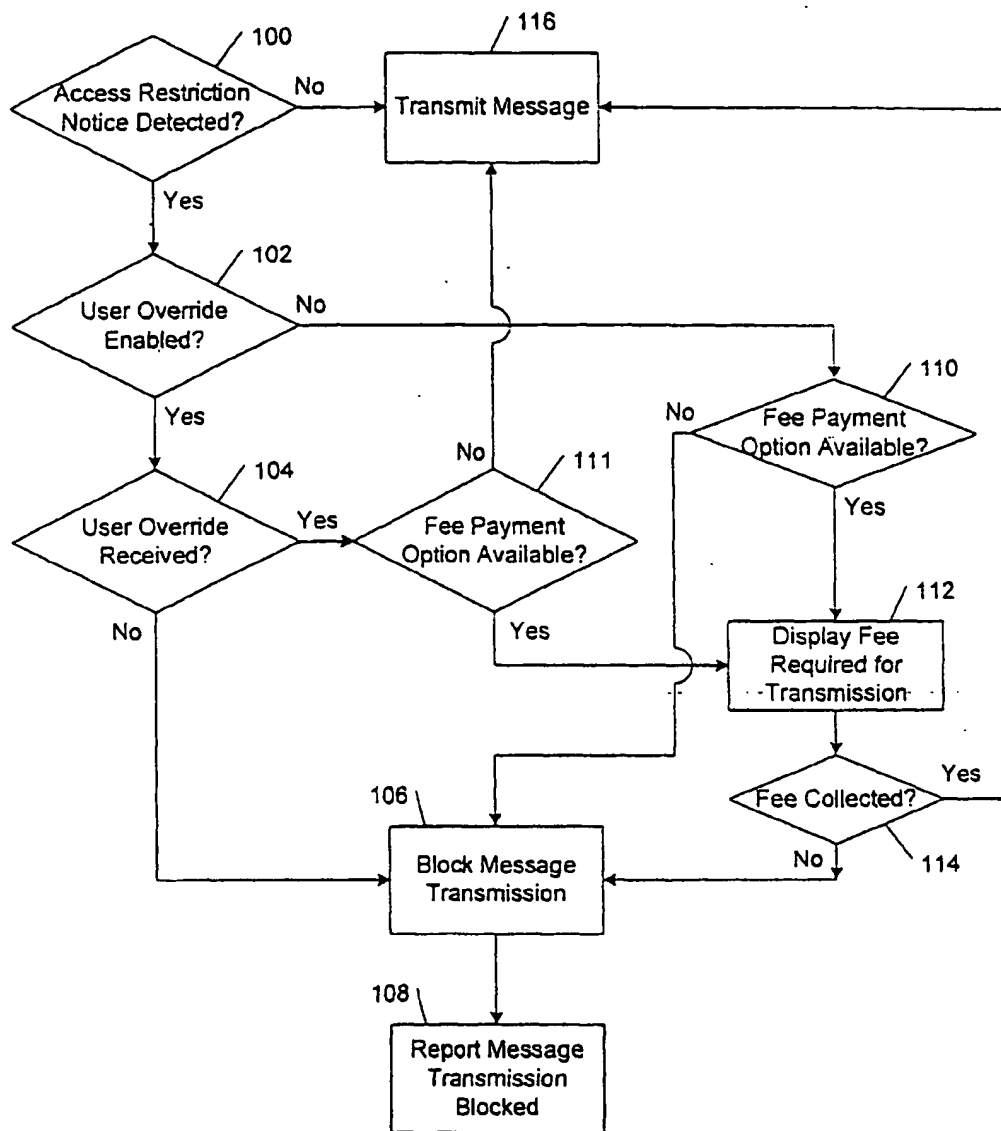 100
Access Restriction
Notice Detected?
No
Yes
116
Transmit Message
102
User Override
Enabled?
No
Yes
110
Fee Payment
Option Available?
No
Yes
104
User Override
Received?
Yes
No
111
Fee Payment
Option Available?
No
Yes
112
Display Fee
Required for
Transmission
Fee Collected?
Yes
No
114
106
Block Message
Transmission
108
Report Message
Transmission
Blocked